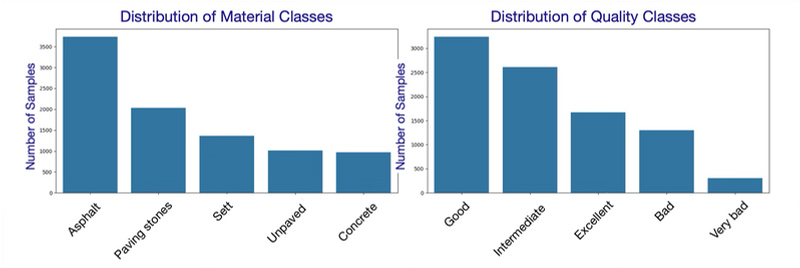 Distribution of Material Classes
Number of Samples
3500
3000
2500
2000
1500
1000
500
0
Asphalt
Paving stones
Sett
Unpaved
Concrete
Distribution of Quality Classes
Number of Samples
3000
2500
2000
1500
1000
500
0
Good
Intermediate
Excellent
Bad
Very bad